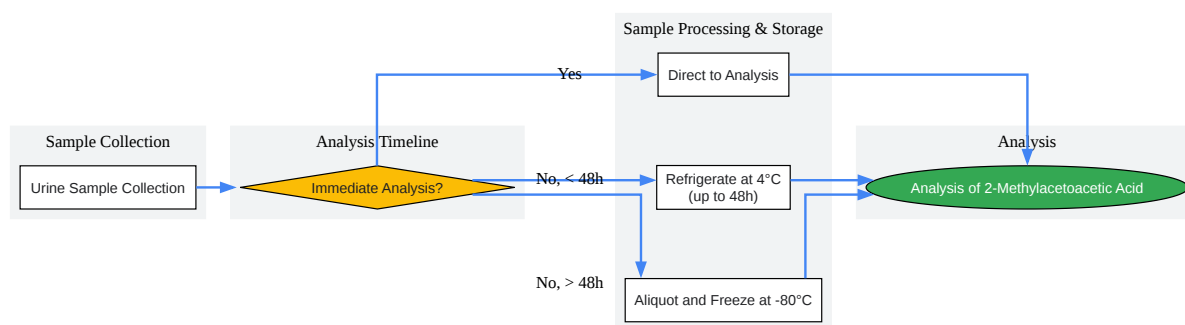 Sample Processing & Storage
Yes
Direct to Analysis
Sample Collection
Analysis Timeline
Analysis
Urine Sample Collection
Immediate Analysis?
No, < 48h
Refrigerate at 4°C
(up to 48h)
Analysis of 2-Methylacetoacetic Acid
No, > 48h
Aliquot and Freeze at -80°C